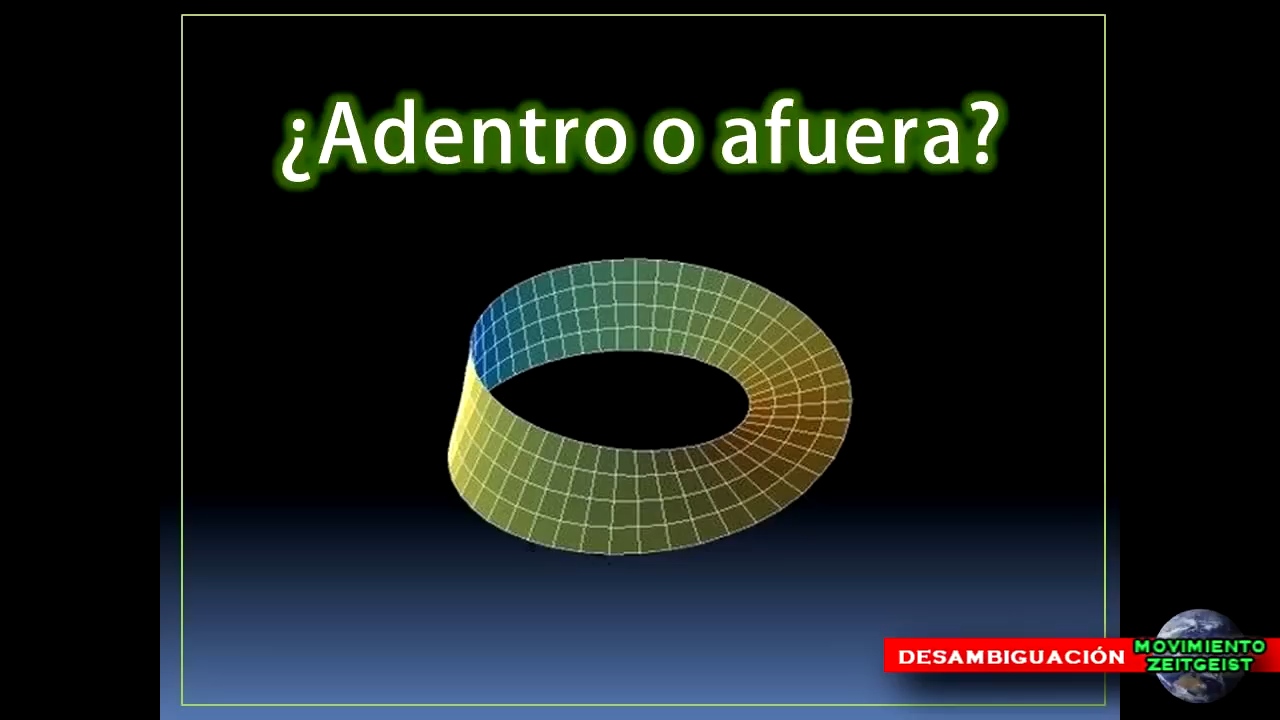 ¿Adentro o afuera?
DESAMBIGUACIÓN
MOVIMIENTO
ZEITGEIST